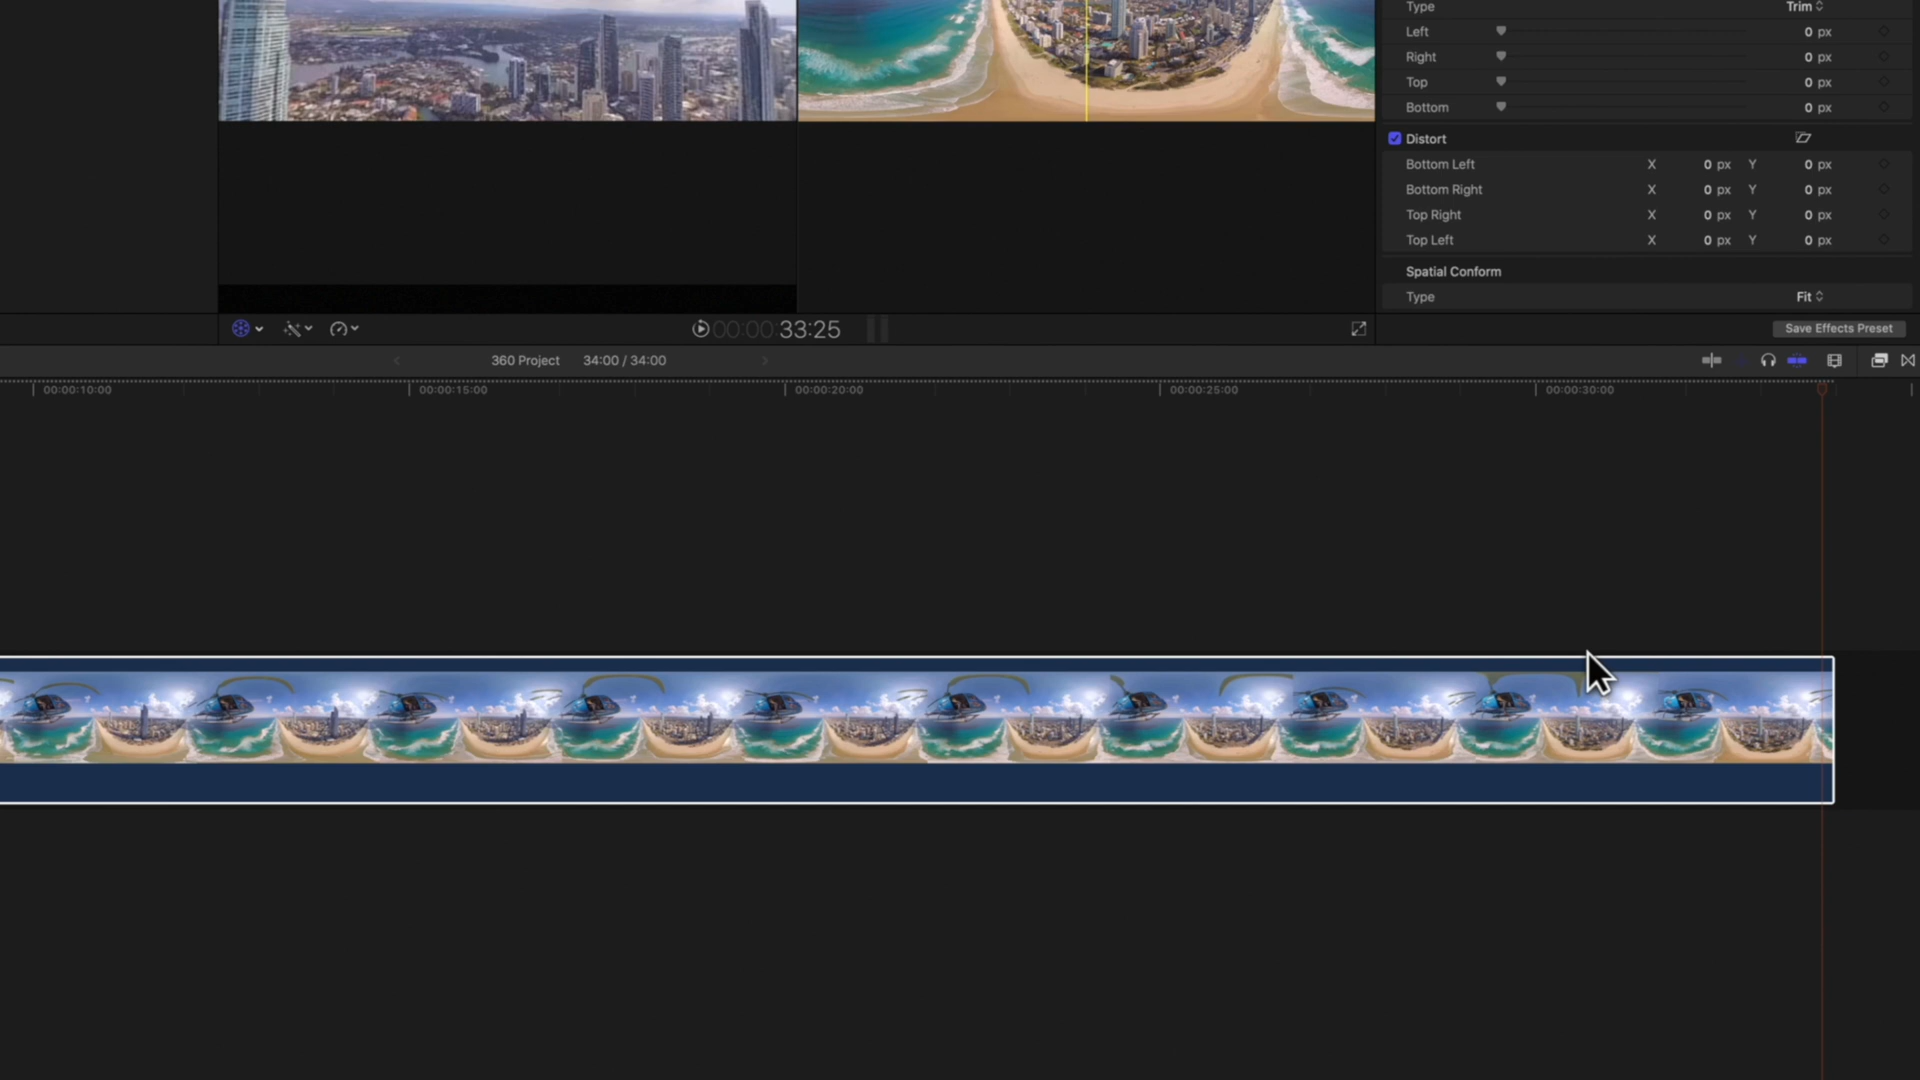 Type Trim
Left 0 px
Right 0 px
Top 0 px
Bottom 0 px
Distort
Bottom Left X 0 px Y 0 px
Bottom Right X 0 px Y 0 px
Top Right X 0 px Y 0 px
Top Left X 0 px Y 0 px
Spatial Conform
Type Fit
00:00:33:25
Save Effects Preset
360 Project 34:00 / 34:00
00:00:10:00 00:00:15:00 00:00:20:00 00:00:25:00 00:00:30:00